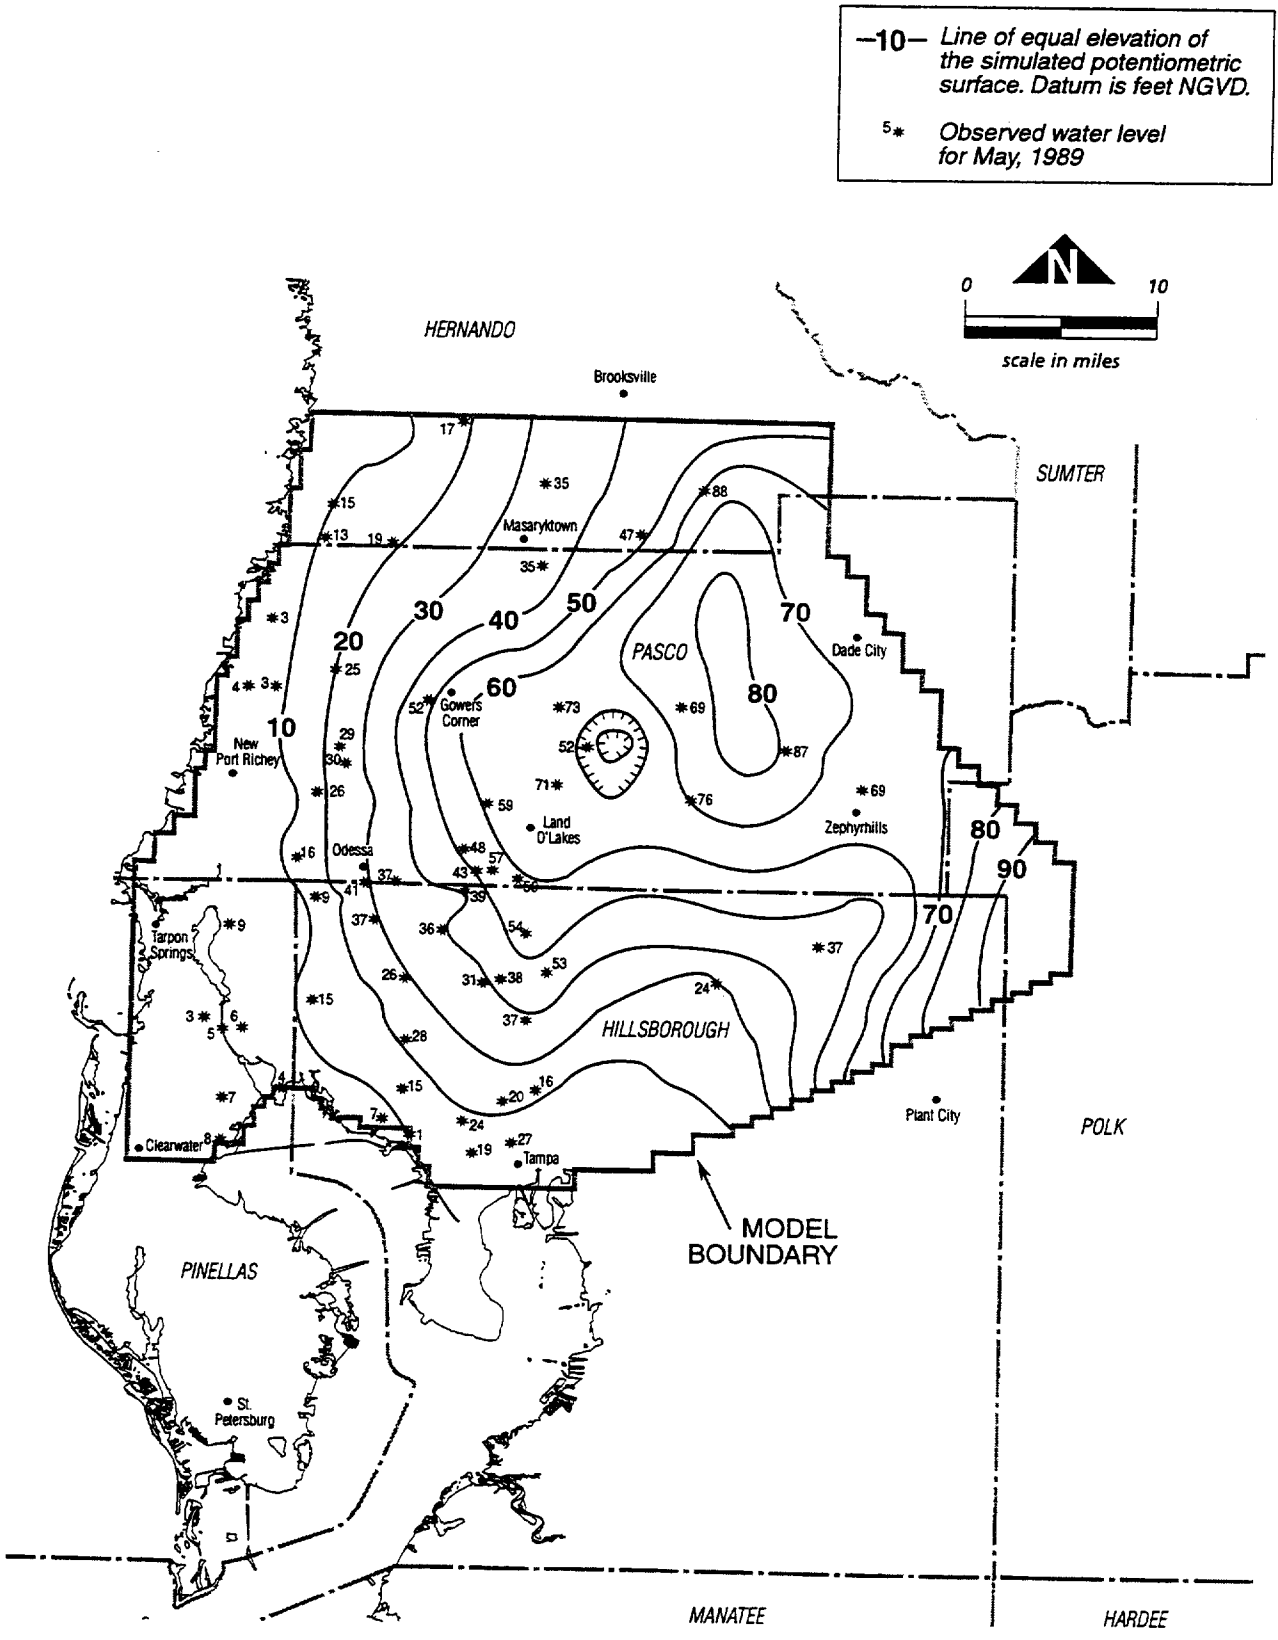 —10— Line of equal elevation of
the simulated potentiometric
surface. Datum is feet NGVD.
5* Observed water level
for May, 1989
N
0 10
scale in miles
HERNANDO
Brooksville
SUMTER
17
35
88
15
Masaryktown
13
19
47
35
3
30
40
50
70
20
PASCO
Dade City
25
4
3
52
Gowers
Corner
60
80
73
69
10
29
New
Port Richey
30
52
87
71
26
59
76
69
Land
O'Lakes
Zephyrhills
80
16
Odessa
48
57
43
90
41
37
39
9
70
9
37
36
54
37
Tarpon
Springs
26
31
38
53
24
15
3
5
6
37
28
HILLSBOROUGH
4
15
16
20
7
7
24
Plant City
POLK
8
1
27
19
Clearwater
Tampa
MODEL
BOUNDARY
PINELLAS
St.
Petersburg
MANATEE
HARDEE